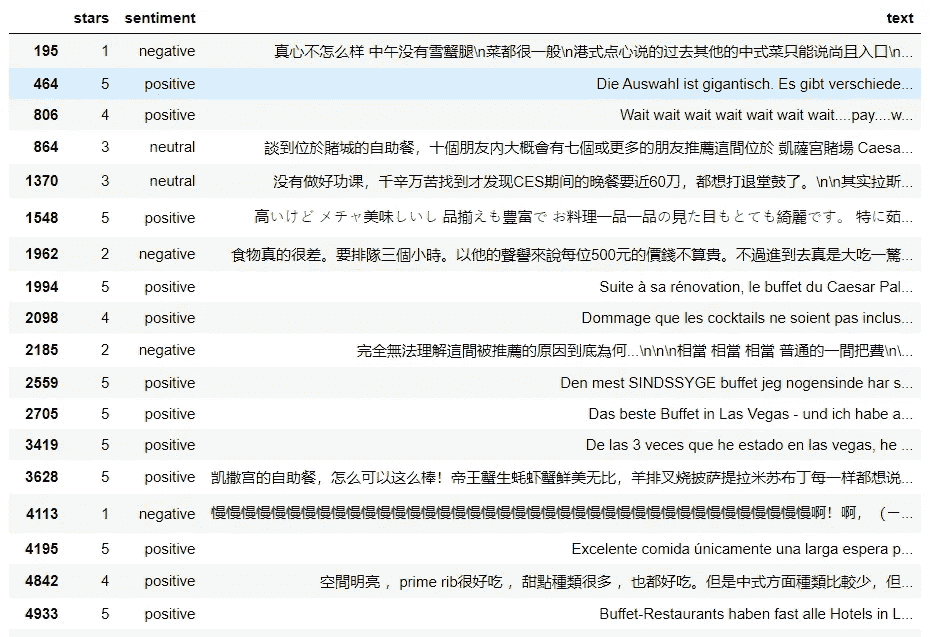 stars sentiment text
195 1 negative 真心不怎么样 中午没有雪蟹腿\n菜都很一般\n港式点心说的过去其他的中式菜只能说尚且入口\n...
464 5 positive Die Auswahl ist gigantisch. Es gibt verschiede...
806 4 positive Wait wait wait wait wait wait wait....pay....w...
864 3 neutral 談到位於賭城的自助餐，十個朋友內大概會有七個或更多的朋友推薦這間位於 凱薩宮賭場 Caesa...
1370 3 neutral 没有做好功课，千辛万苦找到才发现CES期间的晚餐要近60刀，都想打退堂鼓了。\n\n其实拉斯...
1548 5 positive 高いけど メチャ美味しいし 品揃えも豊富で お料理一品一品の見た目もとても綺麗です。 特に茹...
1962 2 negative 食物真的很差。要排隊三個小時。以他的聲譽來說每位500元的價錢不算貴。不過進到去真是大吃一驚...
1994 5 positive Suite à sa rénovation, le buffet du Caesar Pal...
2098 4 positive Dommage que les cocktails ne soient pas inclus...
2185 2 negative 完全無法理解這間被推薦的原因到底為何...\n\n\n相當 相當 相當 普通的一間把費\n\...
2559 5 positive Den mest SINDSSYGE buffet jeg nogensinde har s...
2705 5 positive Das beste Buffet in Las Vegas - und ich habe a...
3419 5 positive De las 3 veces que he estado en las vegas, he ...
3628 5 positive 凯撒宫的自助餐，怎么可以这么棒！帝王蟹生蚝虾蟹鲜美无比，羊排叉烧披萨提拉米苏布丁每一样都想说...
4113 1 negative 慢慢慢慢慢慢慢慢慢慢慢慢慢慢慢慢慢慢慢慢慢慢慢慢慢慢慢慢慢慢慢慢慢慢慢慢慢慢慢慢啊！啊，（ー...
4195 5 positive Excelente comida únicamente una larga espera p...
4842 4 positive 空間明亮 ，prime rib很好吃 ，甜點種類很多 ，也都好吃。但是中式方面種類比較少，但...
4933 5 positive Buffet-Restaurants haben fast alle Hotels in L...